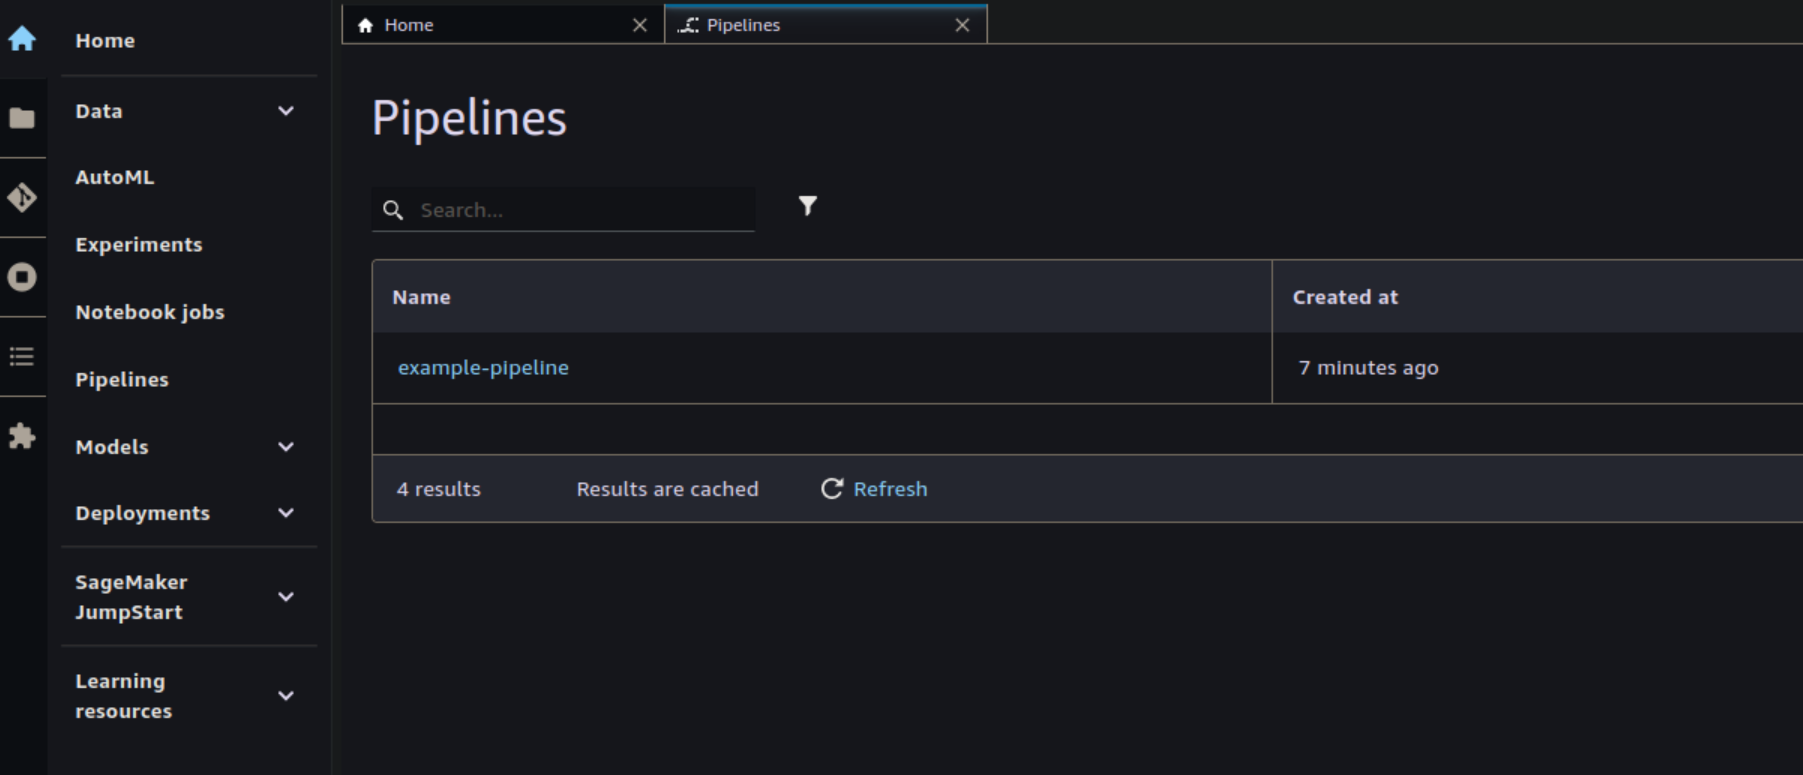 Home
Data
AutoML
Experiments
Notebook jobs
Pipelines
Models
Deployments
SageMaker
JumpStart
Learning
resources
Home
Pipelines
Pipelines
Search...
Name
Created at
example-pipeline
7 minutes ago
4 results
Results are cached
Refresh